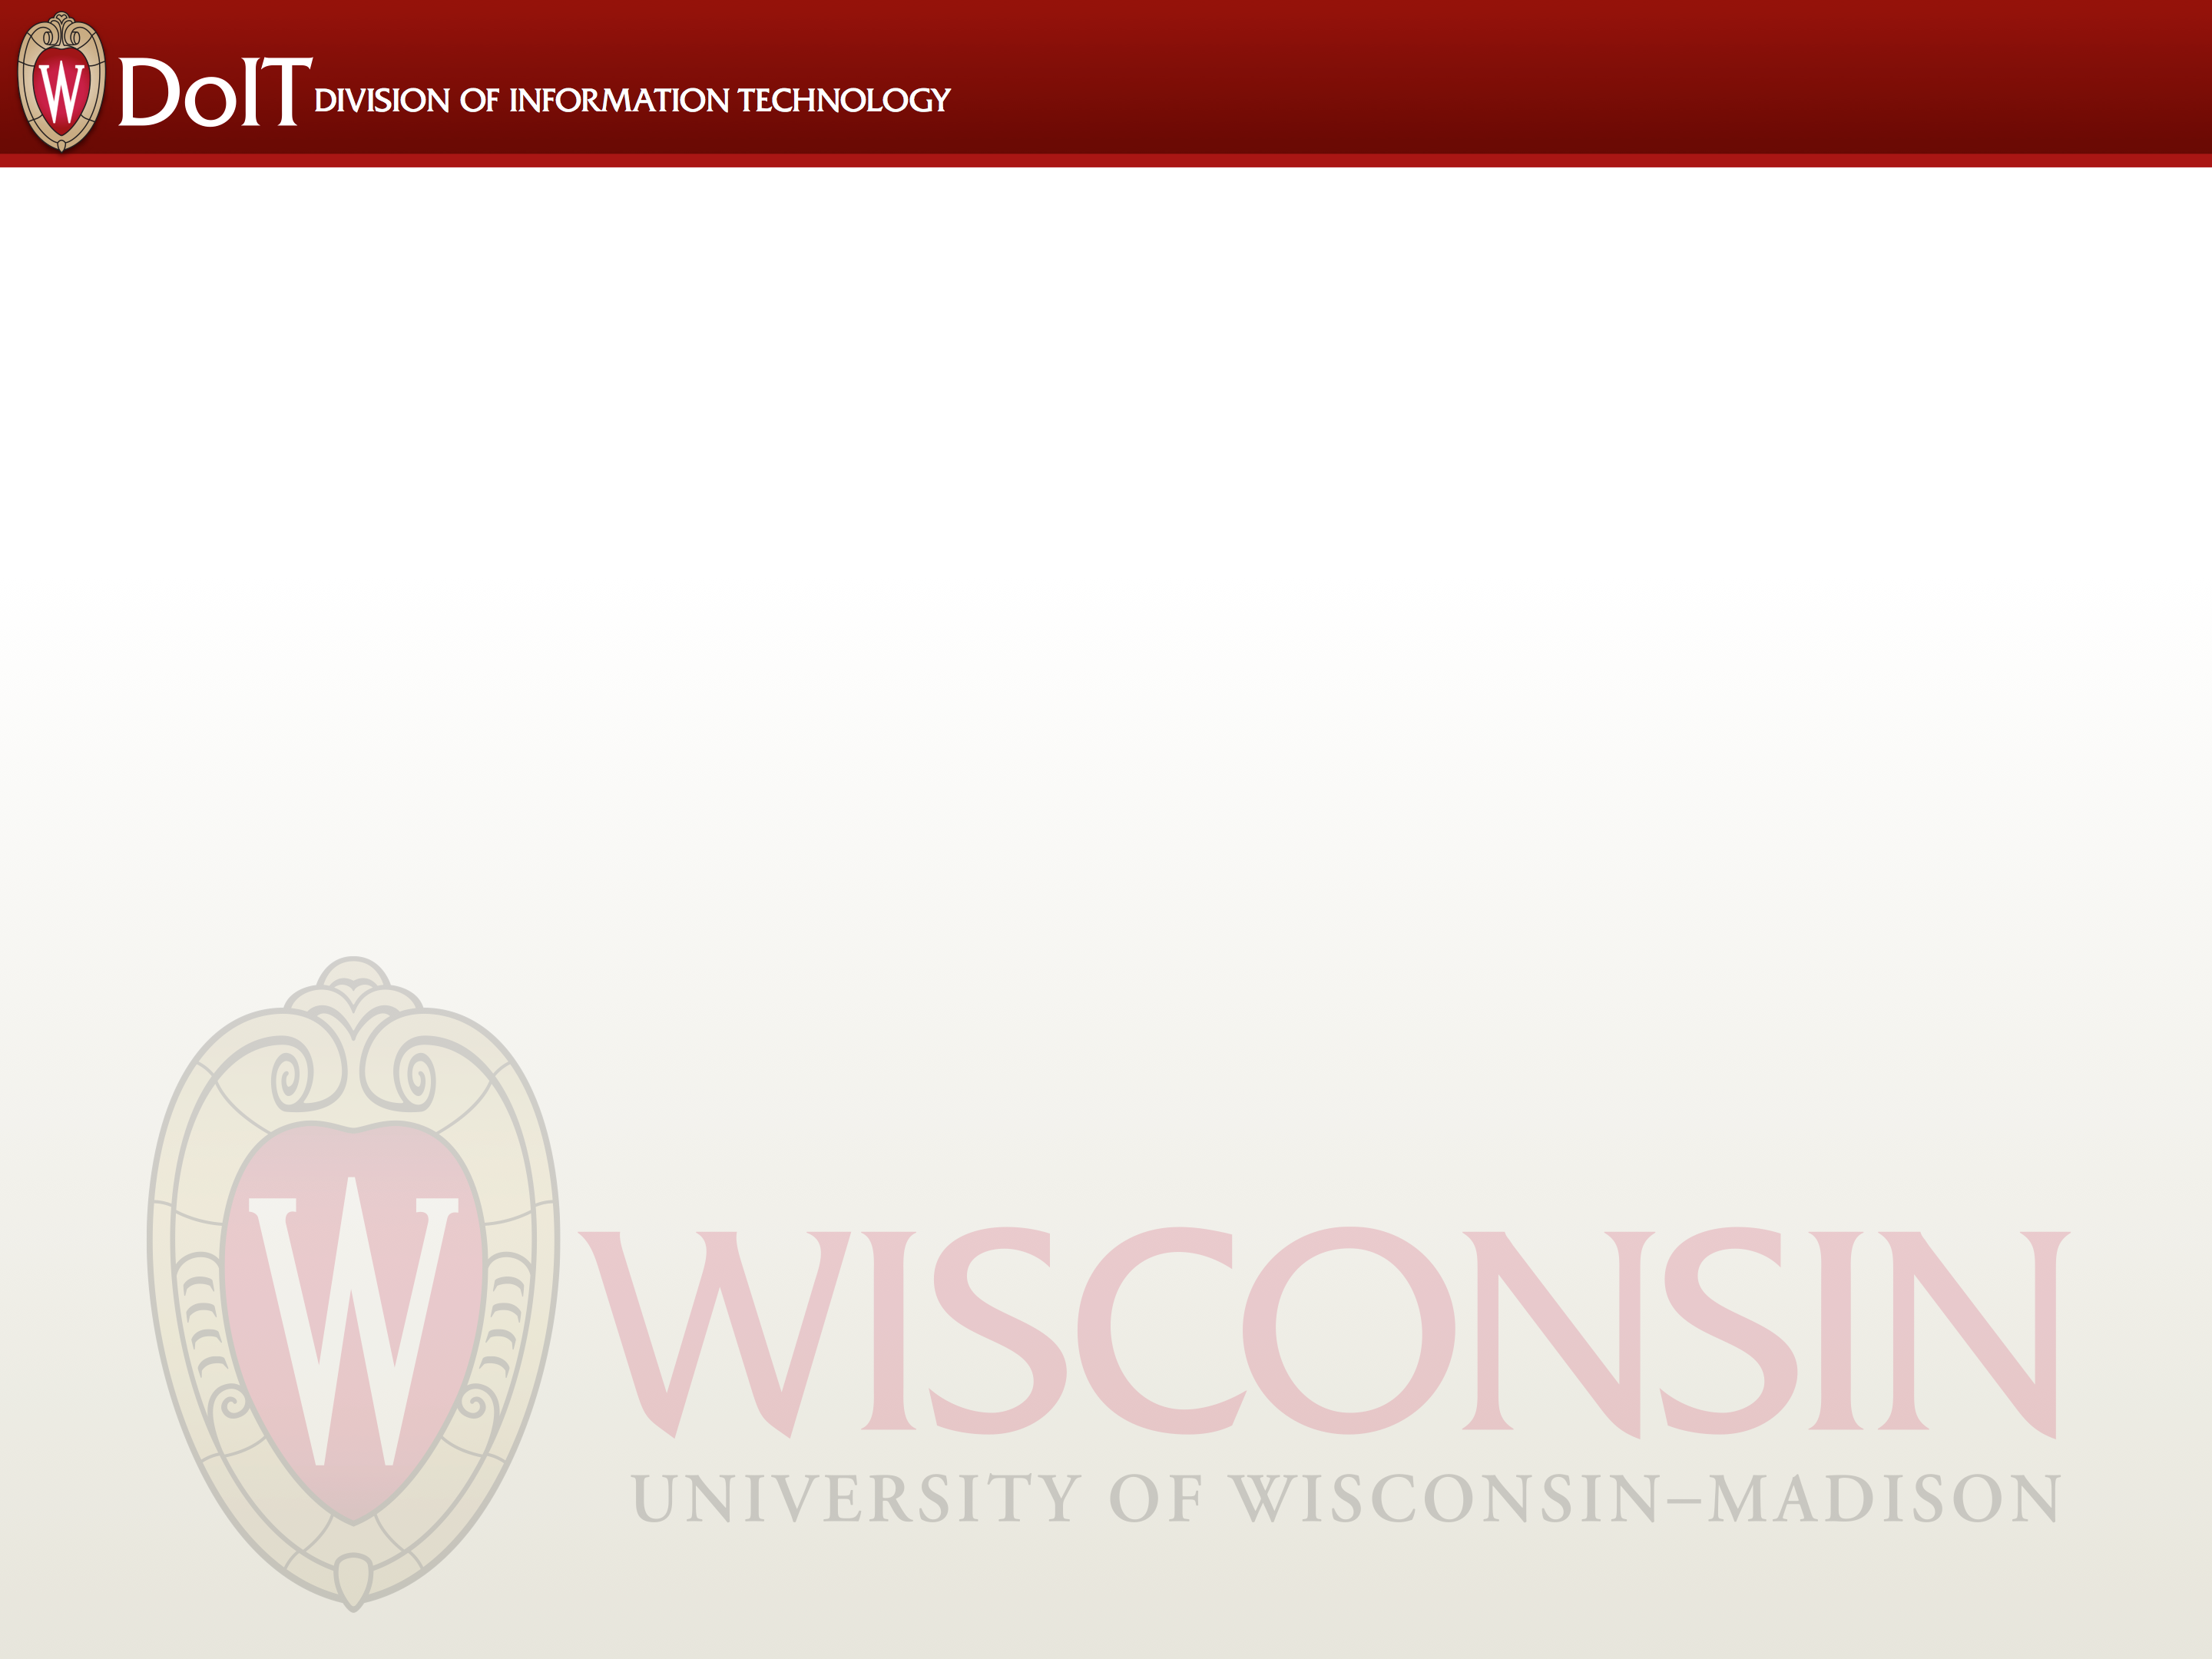 W DoIT DIVISION OF INFORMATION TECHNOLOGY
W WISCONSIN
UNIVERSITY OF WISCONSIN–MADISON